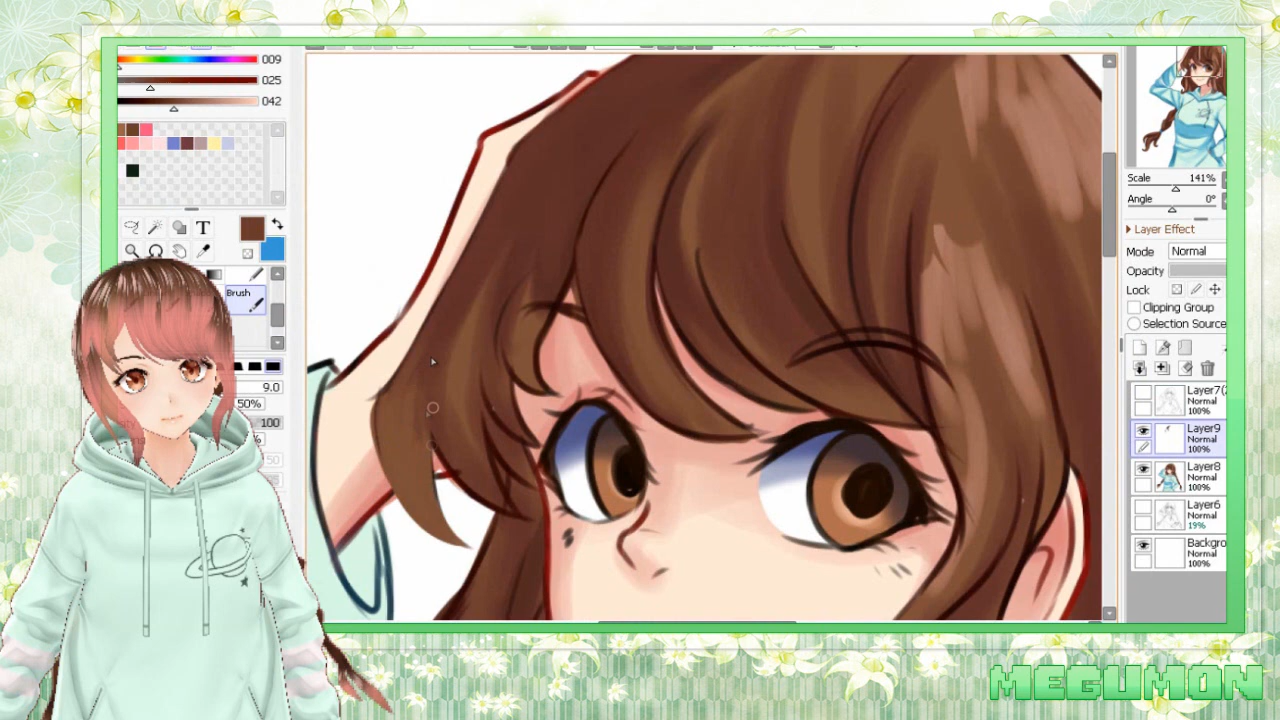 009
025
042
T
Brush
9.0
50%
100
%
50
Scale 141%
Angle 0°
Layer Effect
Mode Normal
Opacity
Lock
Clipping Group
Selection Source
Layer7(2
Normal
100%
Layer9
Normal
100%
Layer8
Normal
100%
Layer6
Normal
19%
Backgro
Normal
100%
MEGUMON